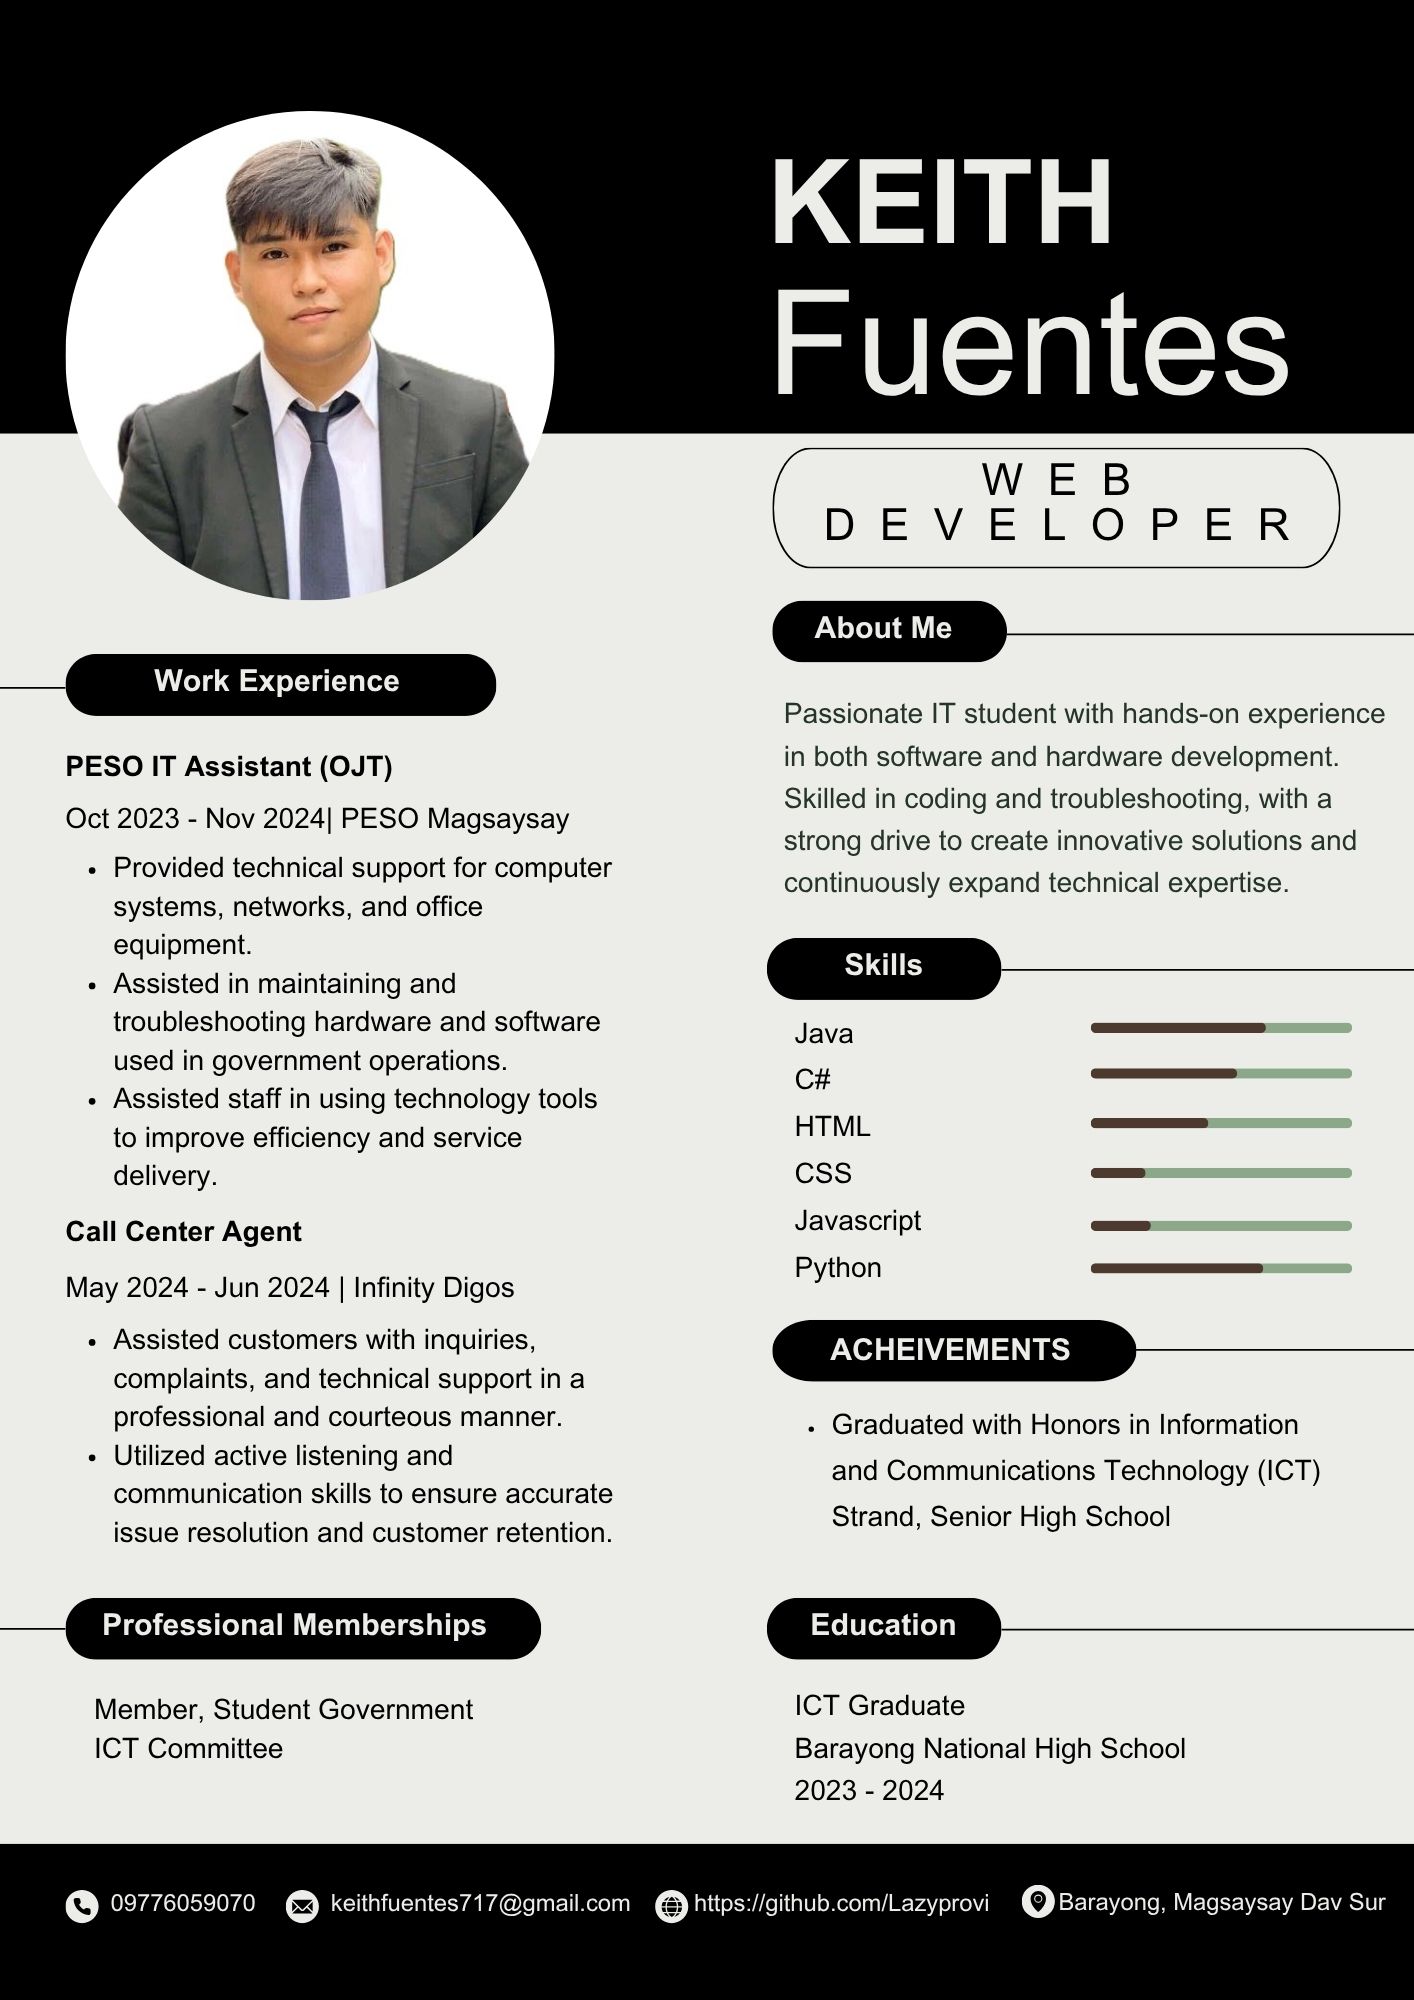 KEITH
Fuentes
WEB
DEVELOPER
Work Experience
PESO IT Assistant (OJT)
Oct 2023 - Nov 2024| PESO Magsaysay
• Provided technical support for computer
systems, networks, and office
equipment.
• Assisted in maintaining and
troubleshooting hardware and software
used in government operations.
• Assisted staff in using technology tools
to improve efficiency and service
delivery.
Call Center Agent
May 2024 - Jun 2024 | Infinity Digos
• Assisted customers with inquiries,
complaints, and technical support in a
professional and courteous manner.
• Utilized active listening and
communication skills to ensure accurate
issue resolution and customer retention.
Professional Memberships
Member, Student Government
ICT Committee
About Me
Passionate IT student with hands-on experience
in both software and hardware development.
Skilled in coding and troubleshooting, with a
strong drive to create innovative solutions and
continuously expand technical expertise.
Skills
Java
C#
HTML
CSS
Javascript
Python
ACHEIVEMENTS
• Graduated with Honors in Information
and Communications Technology (ICT)
Strand, Senior High School
Education
ICT Graduate
Barayong National High School
2023 - 2024
09776059070
keithfuentes717@gmail.com
https://github.com/Lazyprovi
Barayong, Magsaysay Dav Sur